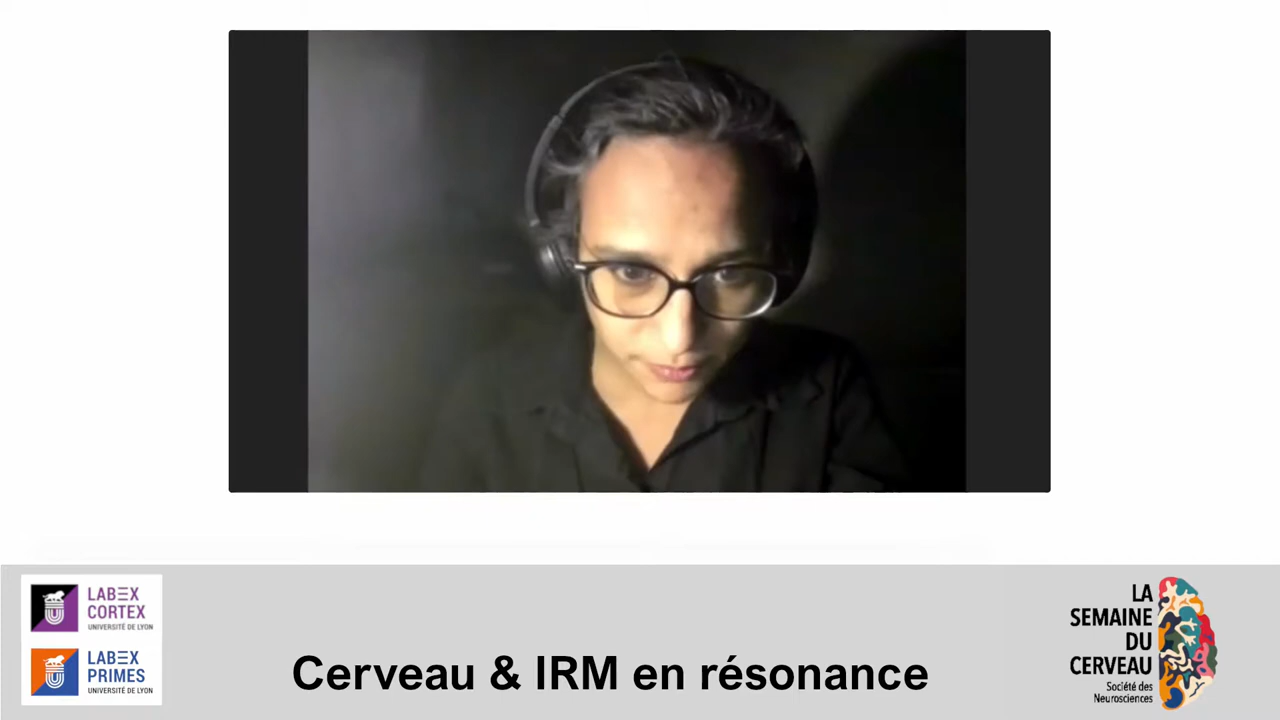 LABEX
CORTEX
UNIVERSITÉ DE LYON
LABEX
PRIMES
UNIVERSITÉ DE LYON
Cerveau & IRM en résonance
LA
SEMAINE
DU
CERVEAU
Société des
Neurosciences